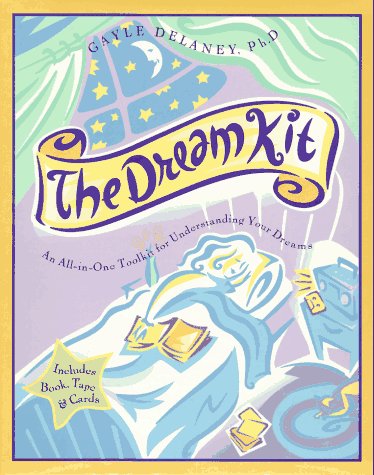 GAYLE DELANEY, Ph.D
The Dream Kit
An All-in-One Toolkit for Understanding Your Dreams
Includes
Book, Tape
& Cards